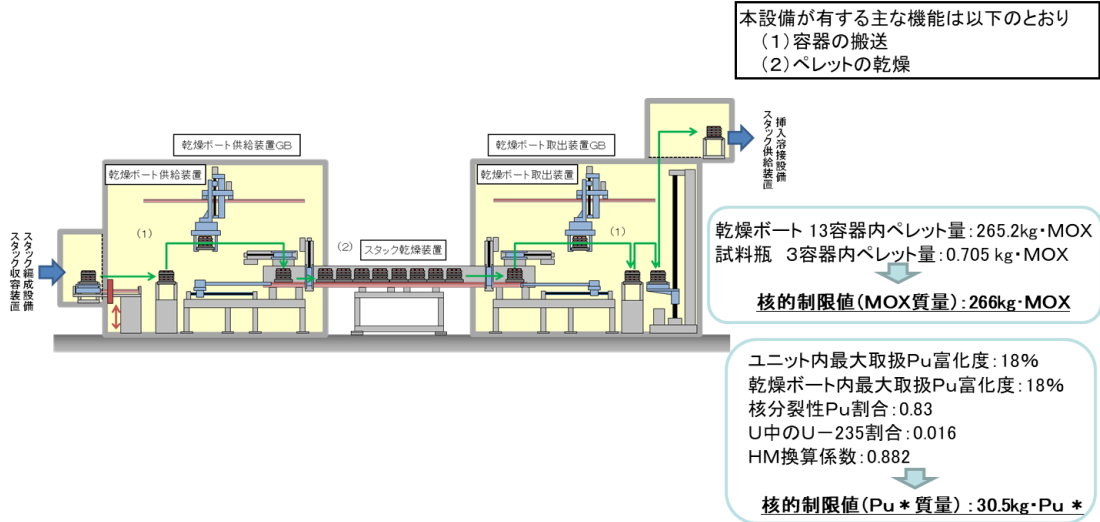 本設備が有する主な機能は以下のとおり
(1)容器の搬送
(2)ペレットの乾燥
乾燥ボート供給装置GB
乾燥ボート供給装置
(1)
スタック編成設備
スタック収容装置
(2)
スタック乾燥装置
乾燥ボート取出装置GB
乾燥ボート取出装置
(1)
挿入溶接設備
スタック供給装置
乾燥ボート 13容器内ペレット量:265.2kg・MOX
試料瓶 3容器内ペレット量:0.705 kg・MOX
核的制限値(MOX質量):266kg・MOX
ユニット内最大取扱Pu富化度:18%
乾燥ボート内最大取扱Pu富化度:18%
核分裂性Pu割合:0.83
U中のU-235割合:0.016
HM換算係数:0.882
核的制限値(Pu*質量):30.5kg・Pu*